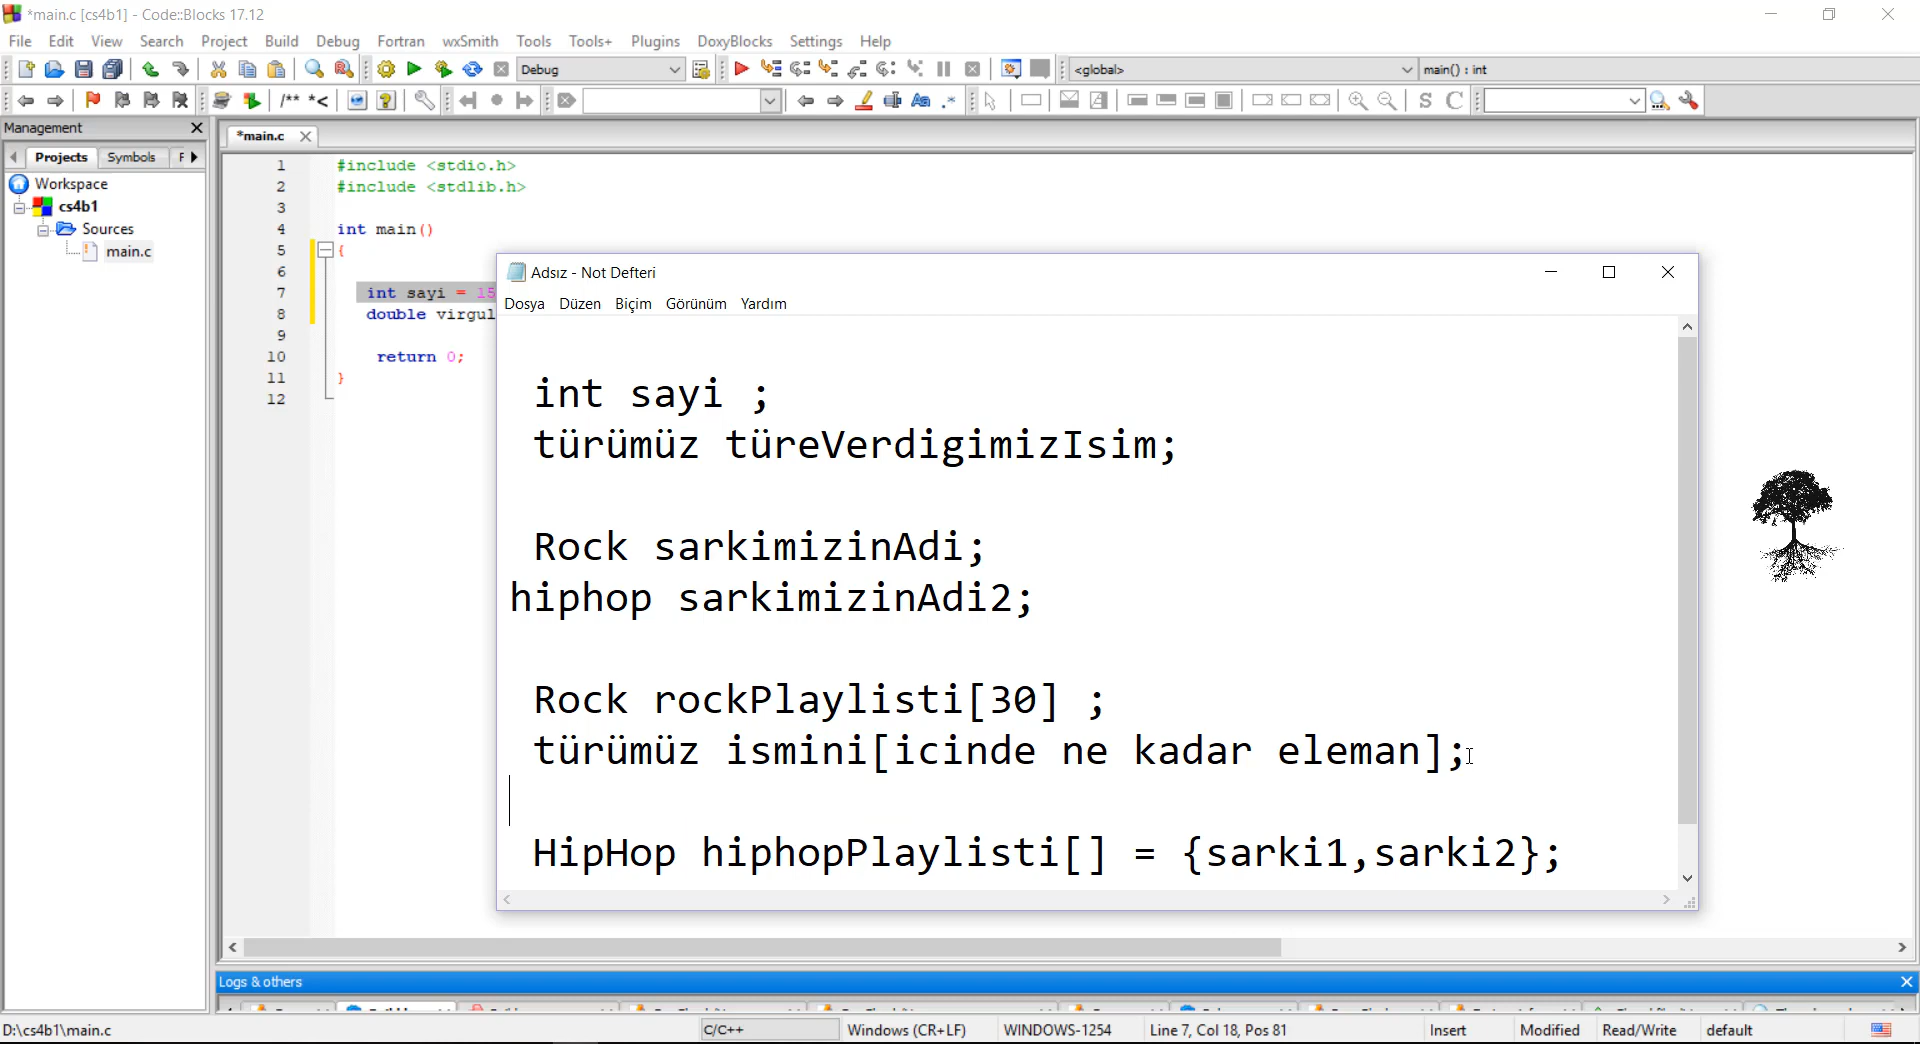 *main.c [cs4b1] - Code::Blocks 17.12
File Edit View Search Project Build Debug Fortran wxSmith Tools Tools+ Plugins DoxyBlocks Settings Help
Debug
<global>
main() : int
/** *<
S C
Management
*main.c
Projects Symbols F
Workspace
cs4b1
Sources
main.c
1 #include <stdio.h>
2 #include <stdlib.h>
3
4 int main()
5 {
6
7 int sayi = 15
8 double virgul
9
10 return 0;
11 }
12
Adsız - Not Defteri
Dosya Düzen Biçim Görünüm Yardım
int sayi ;
türümüz türeVerdigimizIsim;
Rock sarkimizinAdi;
hiphop sarkimizinAdi2;
Rock rockPlaylisti[30] ;
türümüz ismini[icinde ne kadar eleman];
HipHop hiphopPlaylisti[] = {sarki1,sarki2};
Logs & others
D:\cs4b1\main.c C/C++ Windows (CR+LF) WINDOWS-1254 Line 7, Col 18, Pos 81 Insert Modified Read/Write default